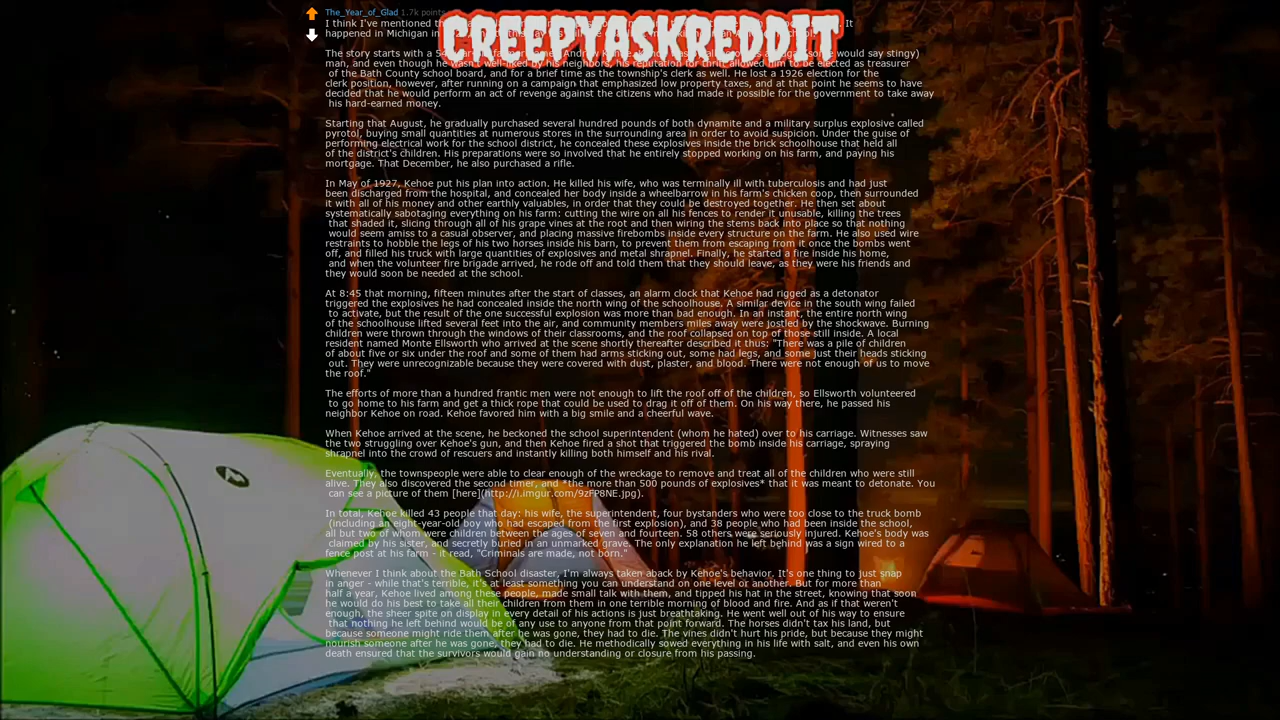 CREEPYASKREDDIT
The_Year_of_Glad 1.7k points
I think I've mentioned It
happened in Michigan in
The story starts with a would say stingy)
man, and even though he wasn't well-liked by his neighbors, his reputation for thrift allowed him to be elected as treasurer
of the Bath County school board, and for a brief time as the township's clerk as well. He lost a 1926 election for the
clerk position, however, after running on a campaign that emphasized low property taxes, and at that point he seems to have
decided that he would perform an act of revenge against the citizens who had made it possible for the government to take away
his hard-earned money.
Starting that August, he gradually purchased several hundred pounds of both dynamite and a military surplus explosive called
pyrotol, buying small quantities at numerous stores in the surrounding area in order to avoid suspicion. Under the guise of
performing electrical work for the school district, he concealed these explosives inside the brick schoolhouse that held all
of the district's children. His preparations were so involved that he entirely stopped working on his farm, and paying his
mortgage. That December, he also purchased a rifle.
In May of 1927, Kehoe put his plan into action. He killed his wife, who was terminally ill with tuberculosis and had just
been discharged from the hospital, and concealed her body inside a wheelbarrow in his farm's chicken coop, then surrounded
it with all of his money and other earthly valuables, in order that they could be destroyed together. He then set about
systematically sabotaging everything on his farm: cutting the wire on all his fences to render it unusable, killing the trees
that shaded it, slicing through all of his grape vines at the root and then wiring the stems back into place so that nothing
would seem amiss to a casual observer, and placing massive firebombs inside every structure on the farm. He also used wire
restraints to hobble the legs of his two horses inside his barn, to prevent them from escaping from it once the bombs went
off, and filled his truck with large quantities of explosives and metal shrapnel. Finally, he started a fire inside his home,
and when the volunteer fire brigade arrived, he rode off and told them that they should leave, as they were his friends and
they would soon be needed at the school.
At 8:45 that morning, fifteen minutes after the start of classes, an alarm clock that Kehoe had rigged as a detonator
triggered the explosives he had concealed inside the north wing of the schoolhouse. A similar device in the south wing failed
to activate, but the result of the one successful explosion was more than bad enough. In an instant, the entire north wing
of the schoolhouse lifted several feet into the air, and community members miles away were jostled by the shockwave. Burning
children were thrown through the windows of their classrooms, and the roof collapsed on top of those still inside. A local
resident named Monte Ellsworth who arrived at the scene shortly thereafter described it thus: "There was a pile of children
of about five or six under the roof and some of them had arms sticking out, some had legs, and some just their heads sticking
out. They were unrecognizable because they were covered with dust, plaster, and blood. There were not enough of us to move
the roof."
The efforts of more than a hundred frantic men were not enough to lift the roof off of the children, so Ellsworth volunteered
to go home to his farm and get a thick rope that could be used to drag it off of them. On his way there, he passed his
neighbor Kehoe on road. Kehoe favored him with a big smile and a cheerful wave.
When Kehoe arrived at the scene, he beckoned the school superintendent (whom he hated) over to his carriage. Witnesses saw
the two struggling over Kehoe's gun, and then Kehoe fired a shot that triggered the bomb inside his carriage, spraying
shrapnel into the crowd of rescuers and instantly killing both himself and his rival.
Eventually, the townspeople were able to clear enough of the wreckage to remove and treat all of the children who were still
alive. They also discovered the second timer, and *the more than 500 pounds of explosives* that it was meant to detonate. You
can see a picture of them [here](http://i.imgur.com/9zFP8NE.jpg).
In total, Kehoe killed 43 people that day: his wife, the superintendent, four bystanders who were too close to the truck bomb
(including an eight-year-old boy who had escaped from the first explosion), and 38 people who had been inside the school,
all but two of whom were children between the ages of seven and fourteen. 58 others were seriously injured. Kehoe's body was
claimed by his sister, and secretly buried in an unmarked grave. The only explanation he left behind was a sign wired to a
fence post at his farm - it read, "Criminals are made, not born."
Whenever I think about the Bath School disaster, I'm always taken aback by Kehoe's behavior. It's one thing to just snap
in anger - while that's terrible, it's at least something you can understand on one level or another. But for more than
half a year, Kehoe lived among these people, made small talk with them, and tipped his hat in the street, knowing that soon
he would do his best to take all their children from them in one terrible morning of blood and fire. And as if that weren't
enough, the sheer spite on display in every detail of his actions is just breathtaking. He went well out of his way to ensure
that nothing he left behind would be of any use to anyone from that point forward. The horses didn't tax his land, but
because someone might ride them after he was gone, they had to die. The vines didn't hurt his pride, but because they might
nourish someone after he was gone, they had to die. He methodically sowed everything in his life with salt, and even his own
death ensured that the survivors would gain no understanding or closure from his passing.